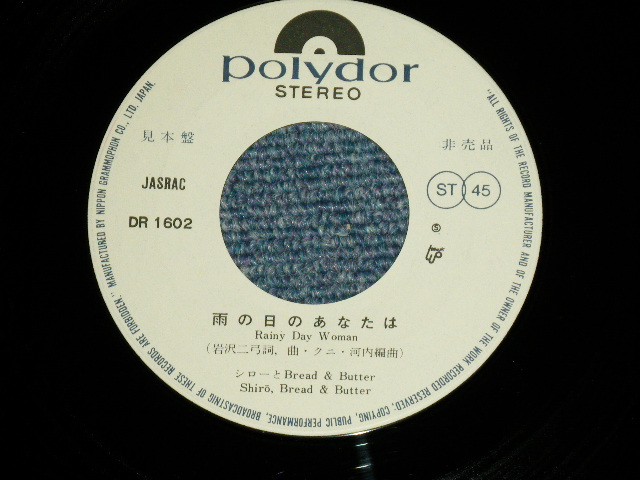 polydor
STEREO
見本盤
非売品
JASRAC
ST 45
DR 1602
Ⓢ
雨の日のあなたは
Rainy Day Woman
(岩沢二弓詞, 曲・クニ・河内編曲)
シローとBread & Butter
Shirō, Bread & Butter
"ALL RIGHTS OF THE RECORD MANUFACTURER AND OF THE OWNER OF THE WORK RECORDED RESERVED: COPYING, PUBLIC PERFORMANCE, BROADCASTING OF THESE RECORDS ARE FORBIDDEN." MANUFACTURED BY NIPPON GRAMMOPHON CO., LTD. JAPAN.